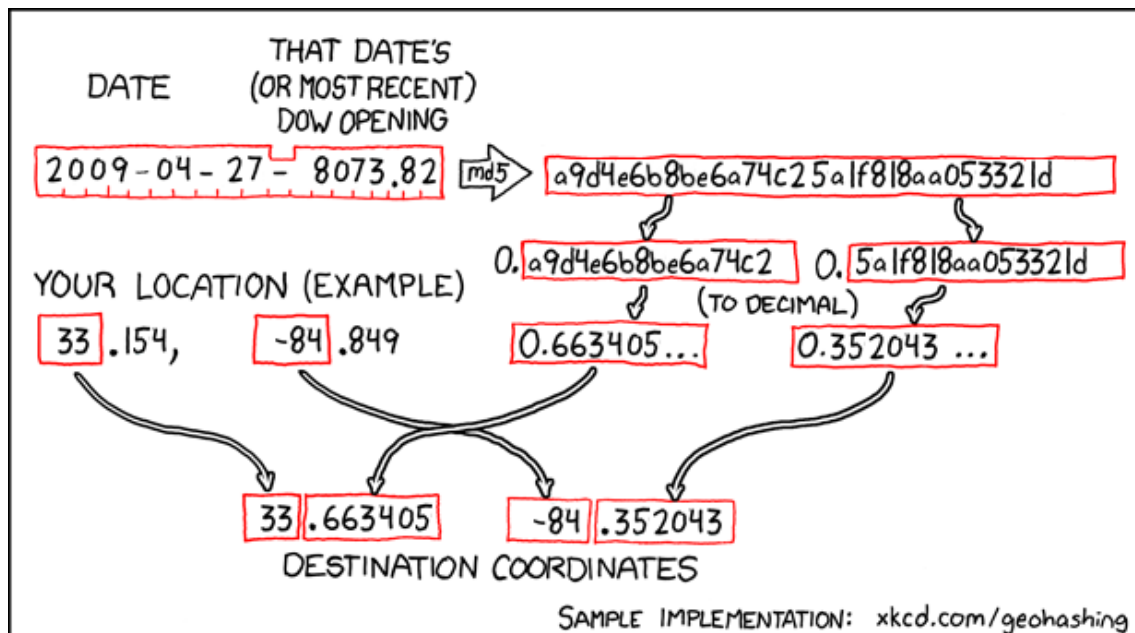 DATE
THAT DATE'S
(OR MOST RECENT)
DOW OPENING
2009-04-27-8073.82
md5
a9d4e6b8be6a74c25a1f818aa053321d
0.a9d4e6b8be6a74c2
0.5a1f818aa053321d
YOUR LOCATION (EXAMPLE)
(TO DECIMAL)
33.154, -84.849
0.663405...
0.352043...
33.663405
-84.352043
DESTINATION COORDINATES
SAMPLE IMPLEMENTATION: xkcd.com/geohashing